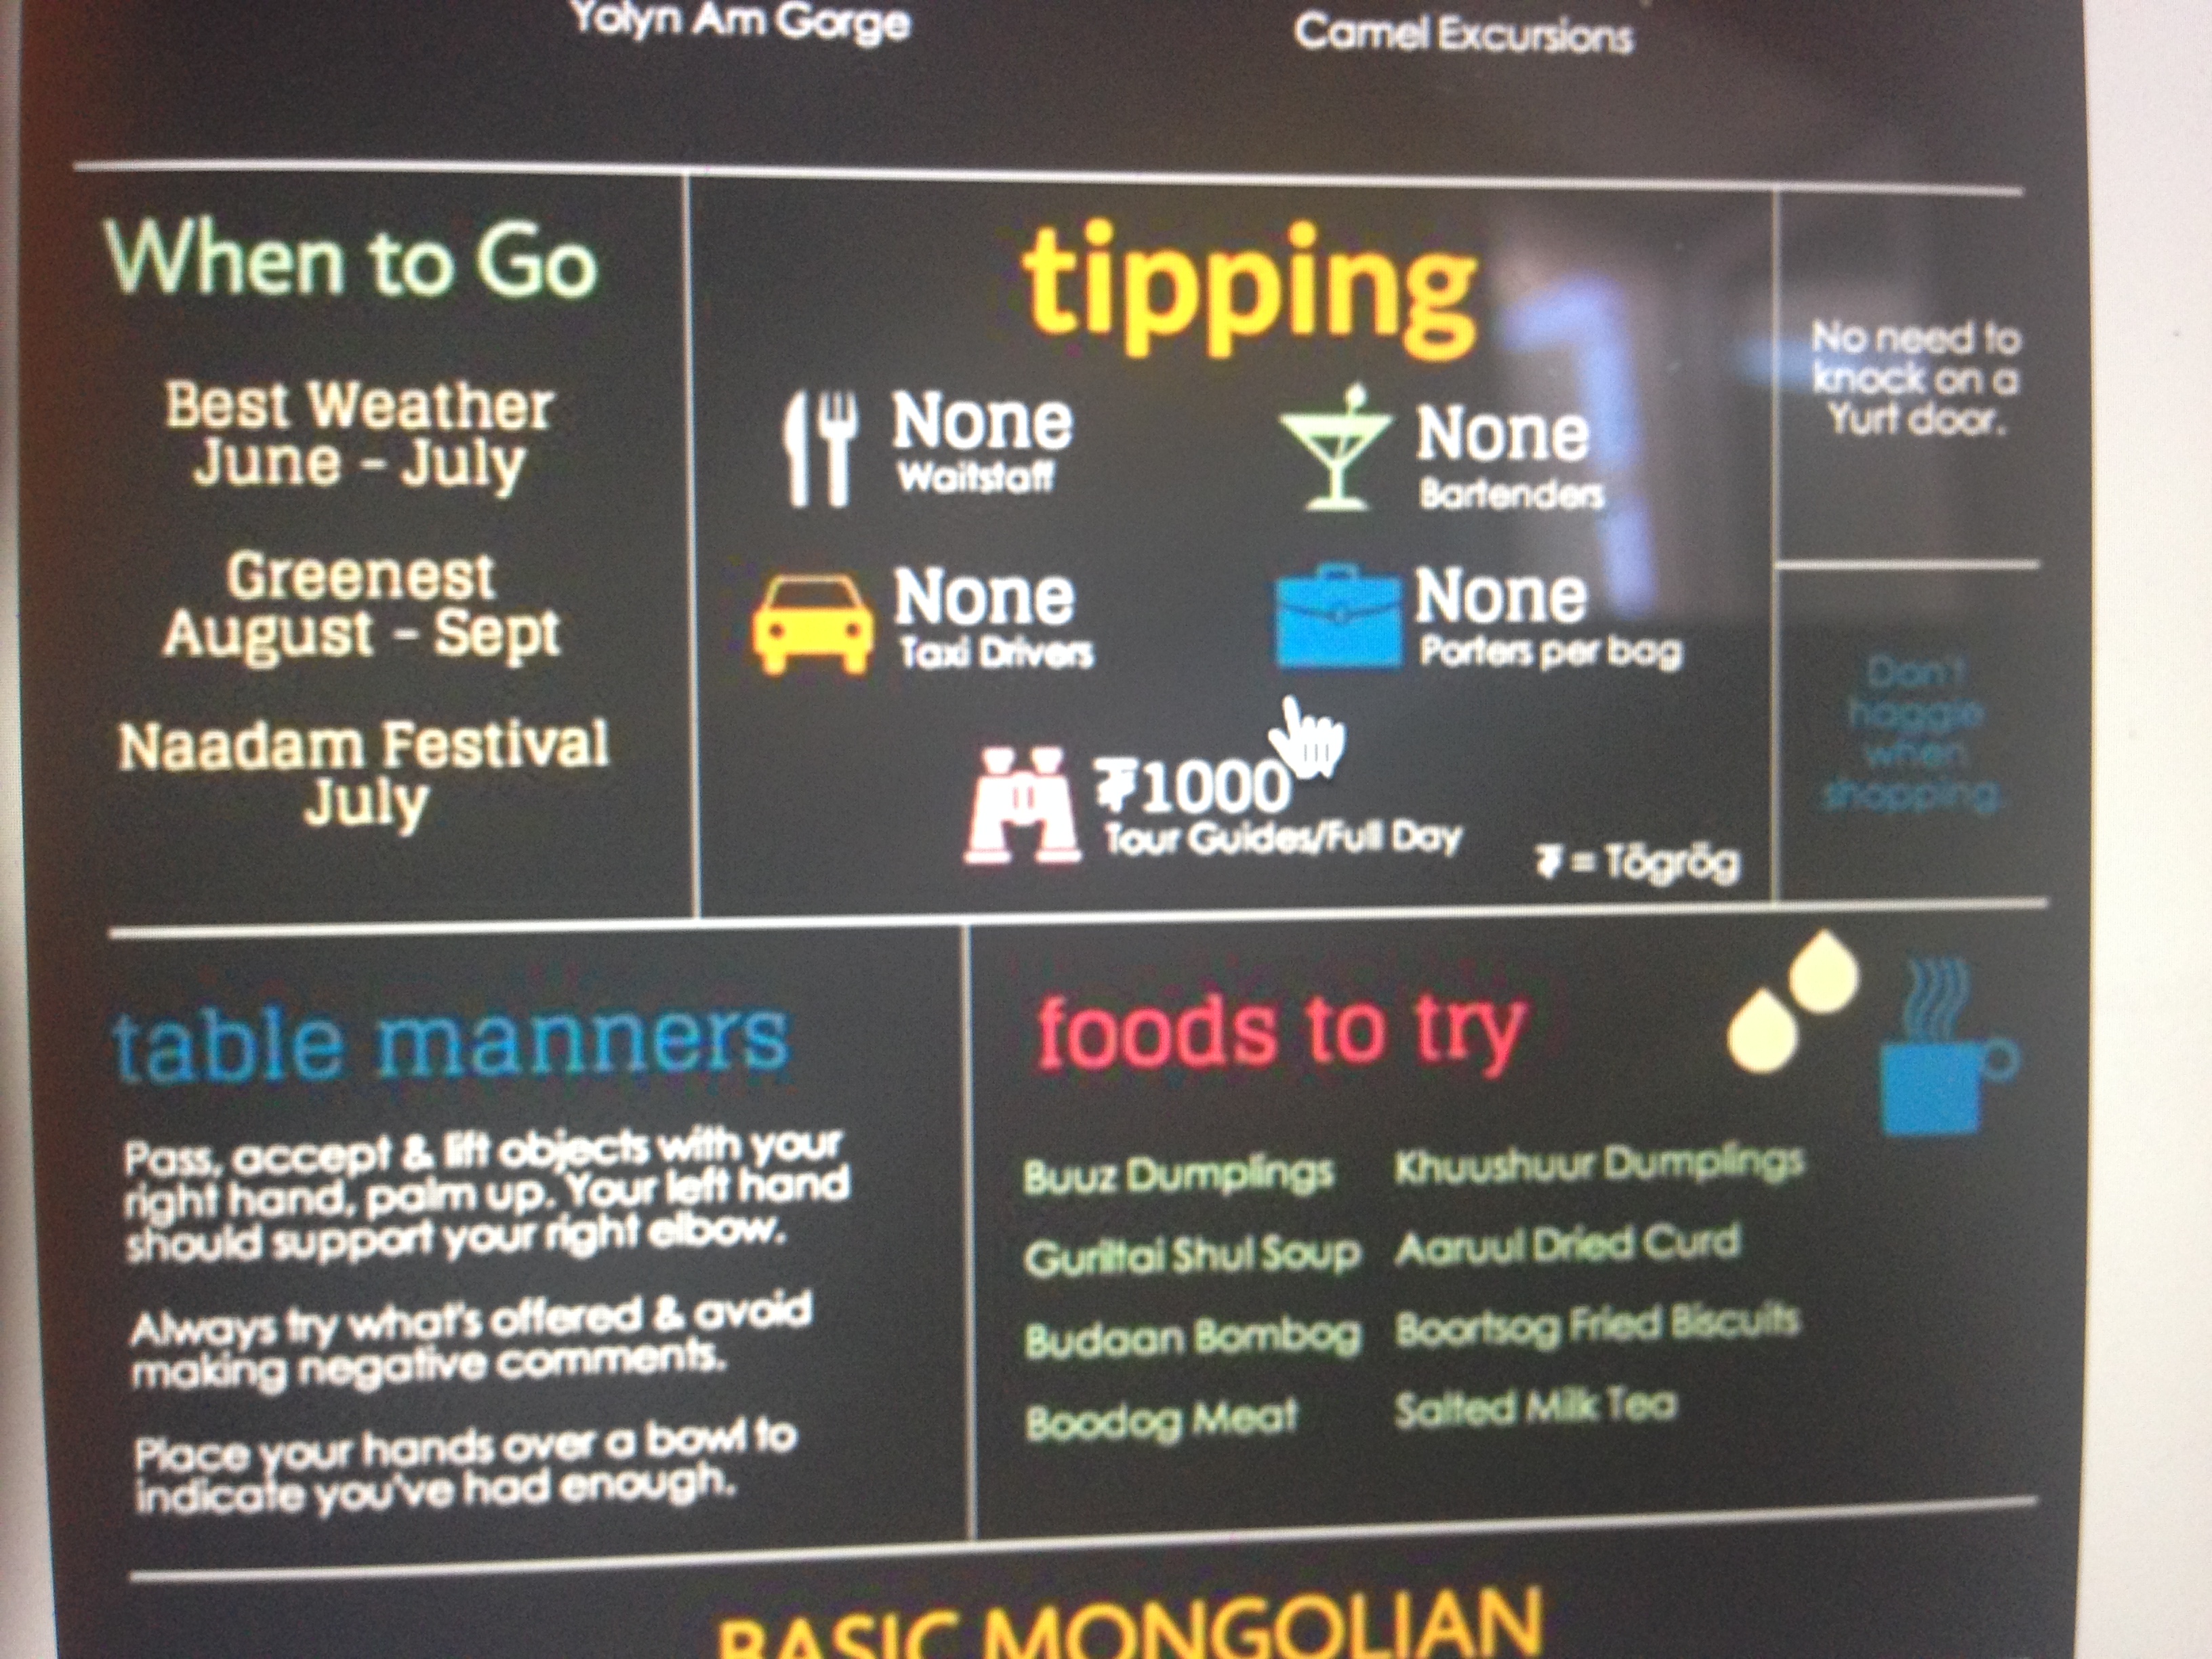 Yolyn Am Gorge
Camel Excursions
When to Go
Best Weather
June - July
Greenest
August - Sept
Naadam Festival
July
tipping
None
Waitstaff
None
Bartenders
None
Taxi Drivers
None
Porters per bag
₮1000
Tour Guides/Full Day
₮ = Tögrög
No need to
knock on a
Yurt door.
Don't
haggle
when
shopping.
table manners
Pass, accept & lift objects with your
right hand, palm up. Your left hand
should support your right elbow.
Always try what's offered & avoid
making negative comments.
Place your hands over a bowl to
indicate you've had enough.
foods to try
Buuz Dumplings
Khuushuur Dumplings
Guriltai Shul Soup
Aaruul Dried Curd
Budaan Bombog
Boortsog Fried Biscuits
Boodog Meat
Salted Milk Tea
BASIC MONGOLIAN